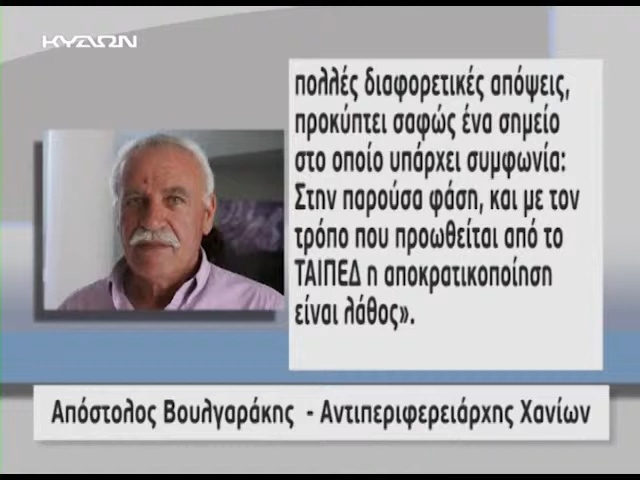 ΚΥΔΩΝ
πολλές διαφορετικές απόψεις,
προκύπτει σαφώς ένα σημείο
στο οποίο υπάρχει συμφωνία:
Στην παρούσα φάση, και με τον
τρόπο που προωθείται από το
ΤΑΙΠΕΔ η αποκρατικοποίηση
είναι λάθος».
Απόστολος Βουλγαράκης - Αντιπεριφερειάρχης Χανίων